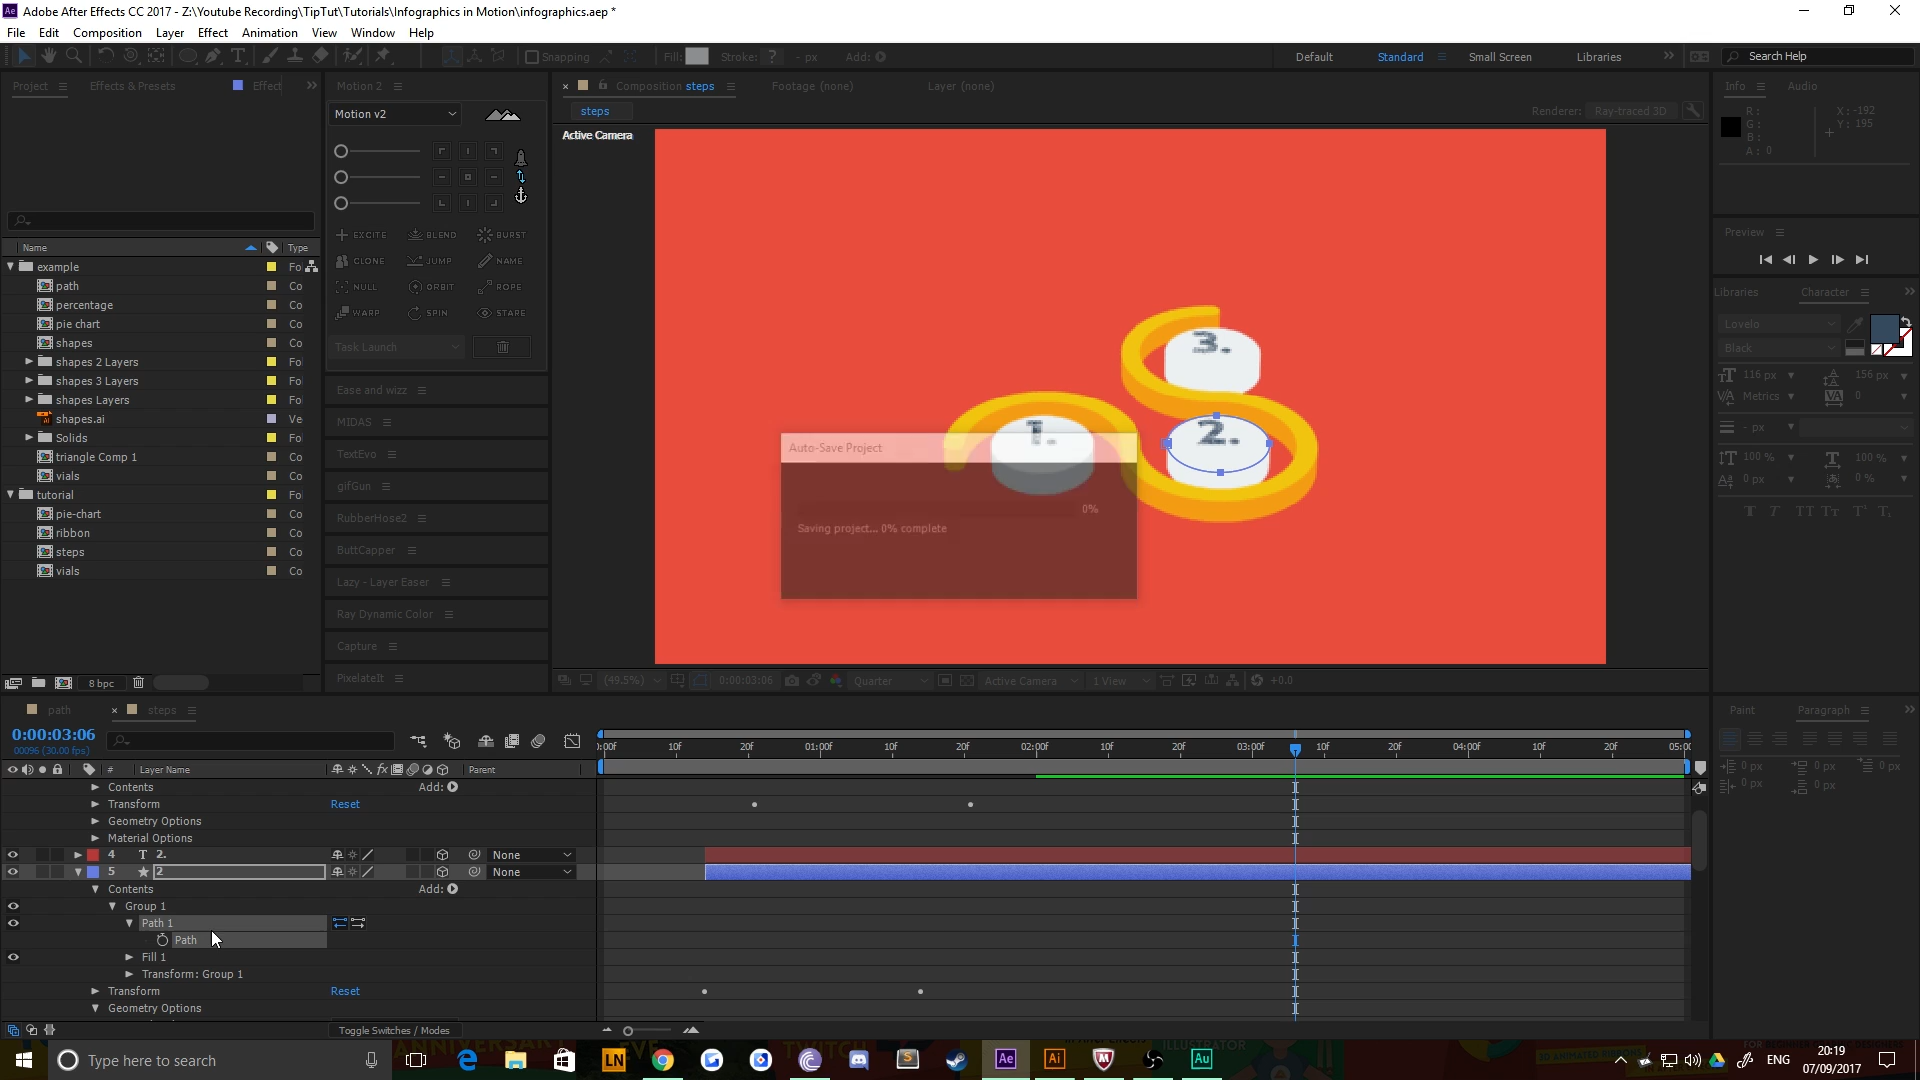 Adobe After Effects CC 2017 - Z:\Youtube Recording\TipTut\Tutorials\Infographics in Motion\infographics.aep *
File Edit Composition Layer Effect Animation View Window Help
Snapping Fill: Stroke: ? - px Add:
Default Standard Small Screen Libraries Search Help
Project Effects & Presets Effect
Motion 2
Composition steps Footage (none) Layer (none)
Info Audio
steps
Renderer: Ray-traced 3D
Motion v2
Active Camera
R:
G:
B:
A: 0
X: -192
Y: 195
EXCITE BLEND BURST
CLONE JUMP NAME
NULL ORBIT ROPE
WARP SPIN STARE
Task Launch
Preview
Name Type
example Fo
path Co
percentage Co
pie chart Co
shapes Co
shapes 2 Layers Fo
shapes 3 Layers Fo
shapes Layers Fo
shapes.ai Ve
Solids Fo
triangle Comp 1 Co
vials Co
tutorial Fo
pie-chart Co
ribbon Co
steps Co
vials Co
Ease and wizz
MIDAS
TextEvo
gifGun
RubberHose2
ButtCapper
Lazy - Layer Easer
Ray Dynamic Color
Capture
PixelateIt
3.
1.
2.
Auto-Save Project
0%
Saving project... 0% complete
Libraries Character
Lovelo
Black
116 px 156 px
Metrics 0
- px
100 % 100 %
0 px 0 %
8 bpc
(49.5%) 0:00:03:06 Quarter Active Camera 1 View +0.0
path steps
Paint Paragraph
0:00:03:06
00096 (30.00 fps)
:00f 10f 20f 01:00f 10f 20f 02:00f 10f 20f 03:00f 10f 20f 04:00f 10f 20f 05:00
# Layer Name Parent
0 px 0 px 0 px
0 px 0 px
Contents Add:
Transform Reset
Geometry Options
Material Options
4 T 2. None
5 2 None
Contents Add:
Group 1
Path 1
Path
Fill 1
Transform: Group 1
Transform Reset
Geometry Options
Toggle Switches / Modes
Type here to search
ENG
20:19
07/09/2017